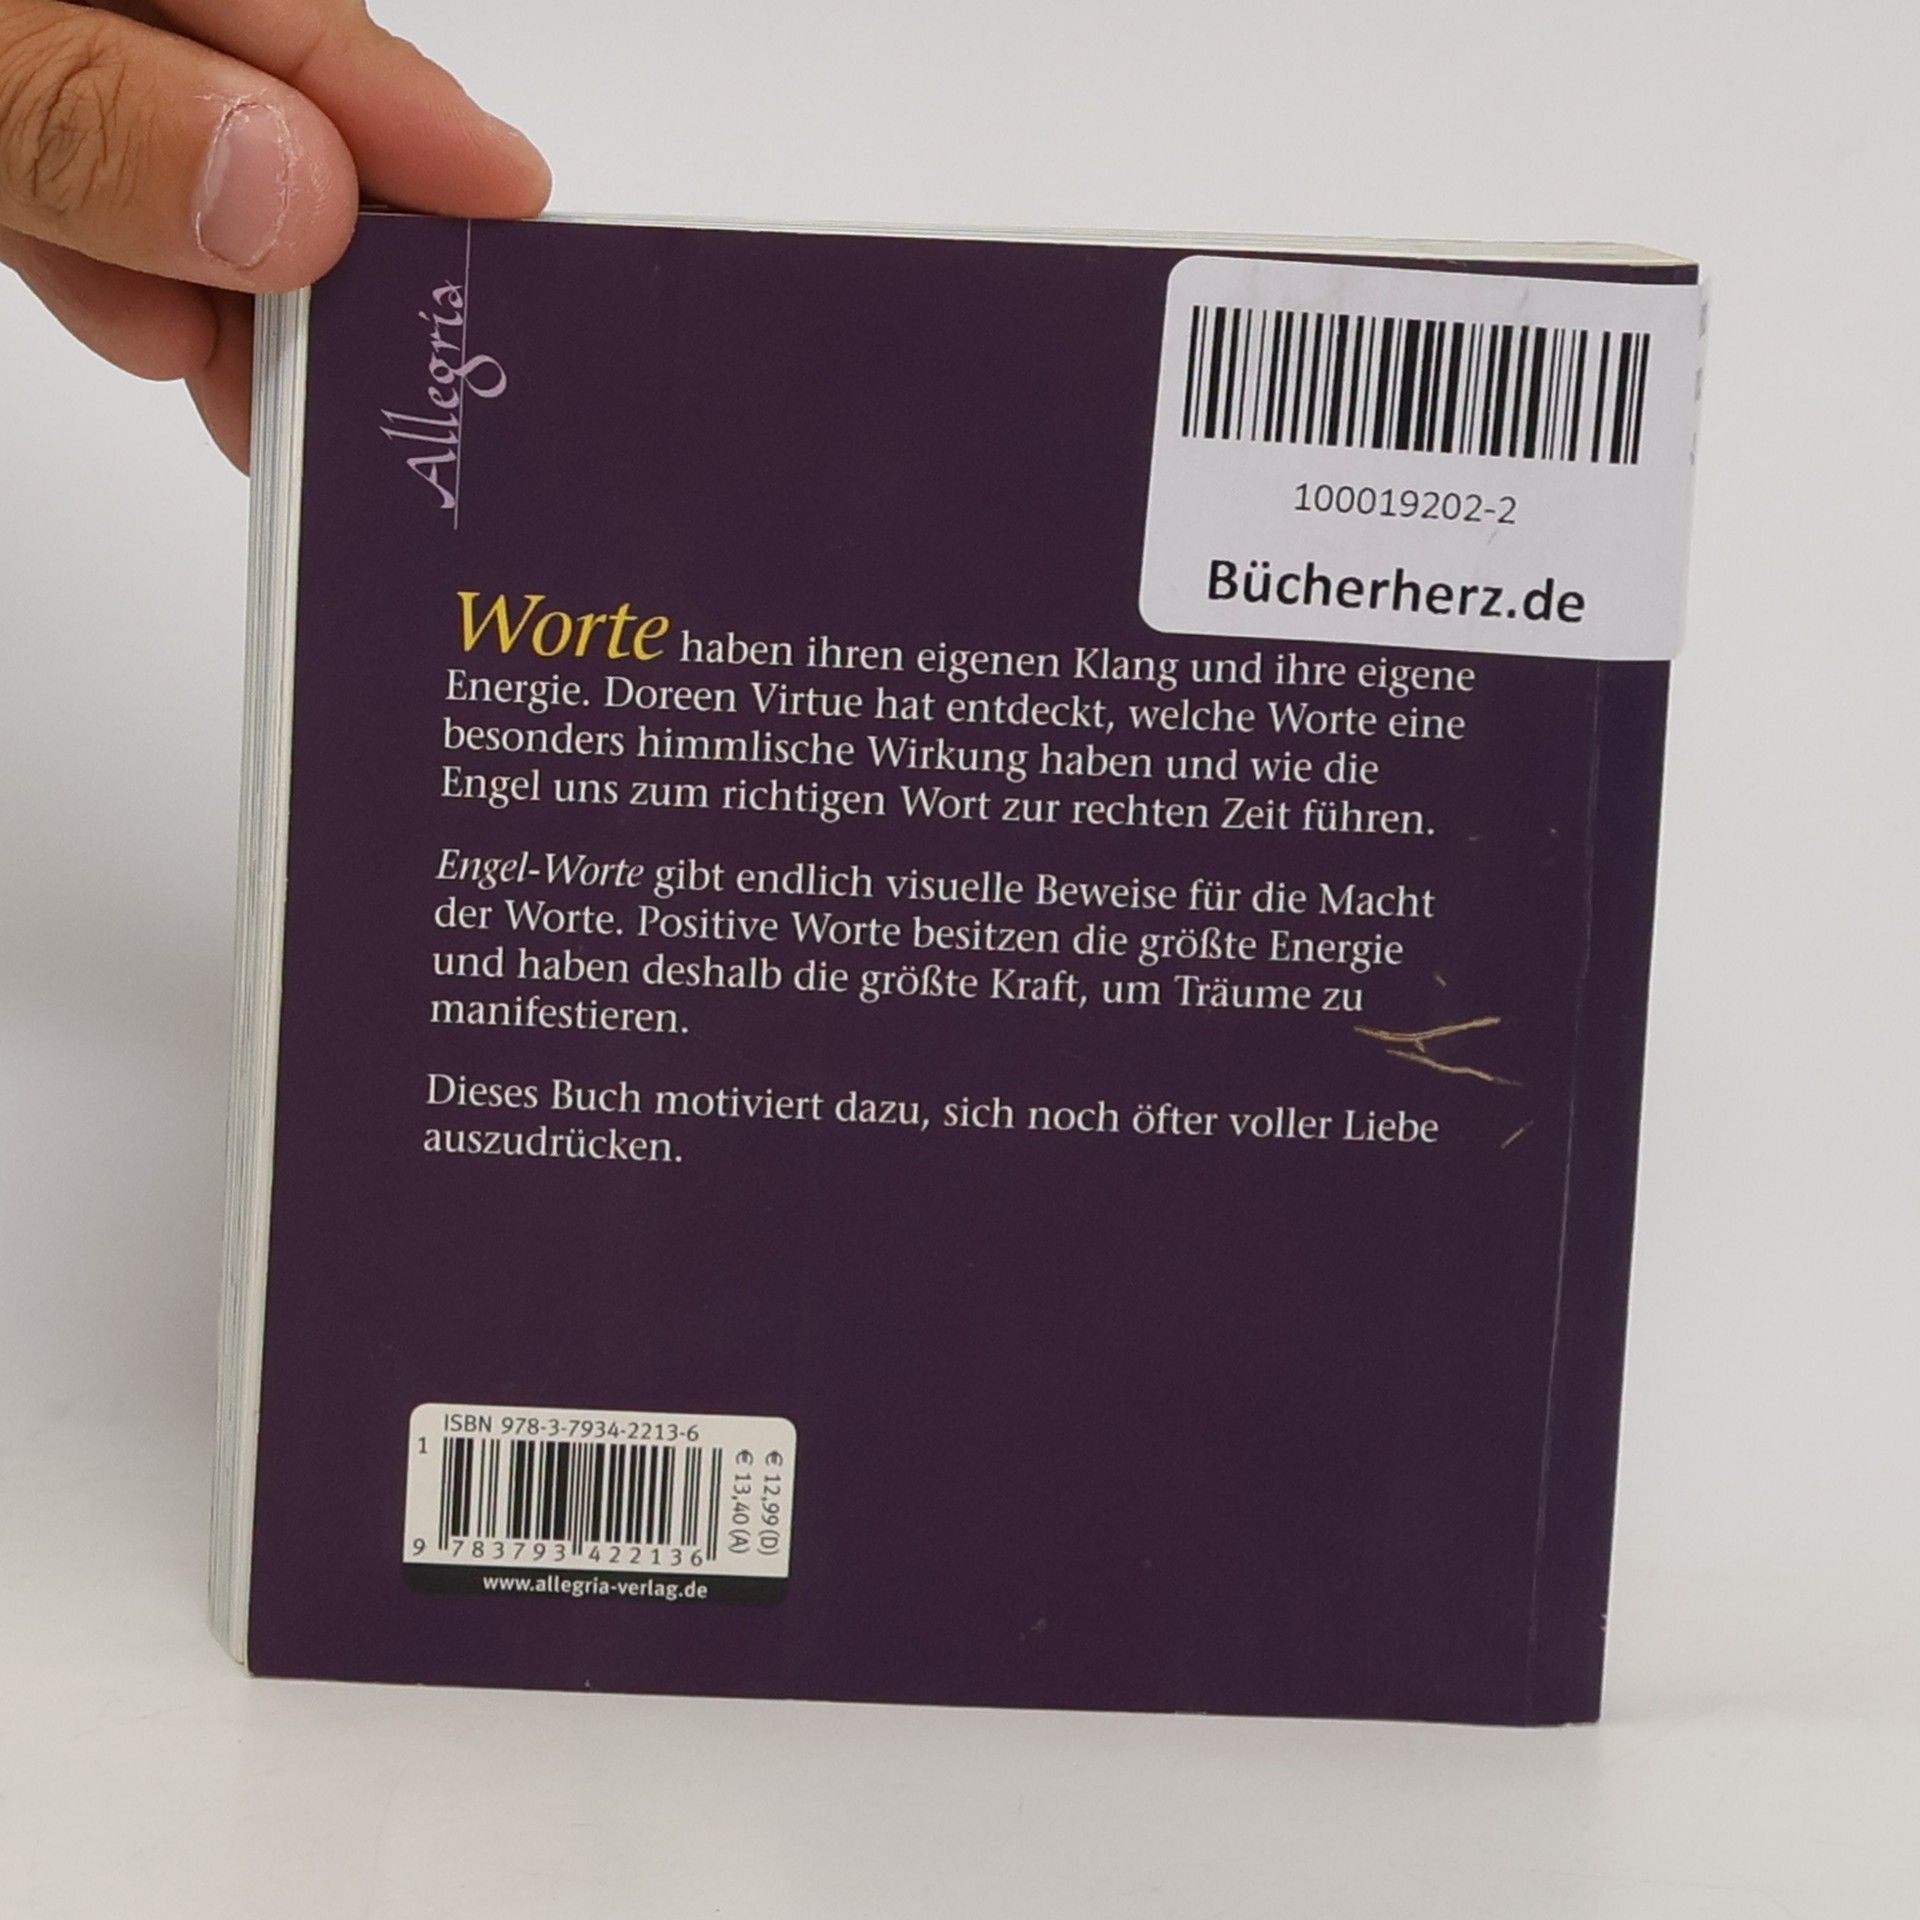 Allegria
100019202-2
Bücherherz.de
Worte haben ihren eigenen Klang und ihre eigene
Energie. Doreen Virtue hat entdeckt, welche Worte eine
besonders himmlische Wirkung haben und wie die
Engel uns zum richtigen Wort zur rechten Zeit führen.
Engel-Worte gibt endlich visuelle Beweise für die Macht
der Worte. Positive Worte besitzen die größte Energie
und haben deshalb die größte Kraft, um Träume zu
manifestieren.
Dieses Buch motiviert dazu, sich noch öfter voller Liebe
auszudrücken.
ISBN 978-3-7934-2213-6
1
€ 12,99 (D)
€ 13,40 (A)
9 783793 422136
www.allegria-verlag.de